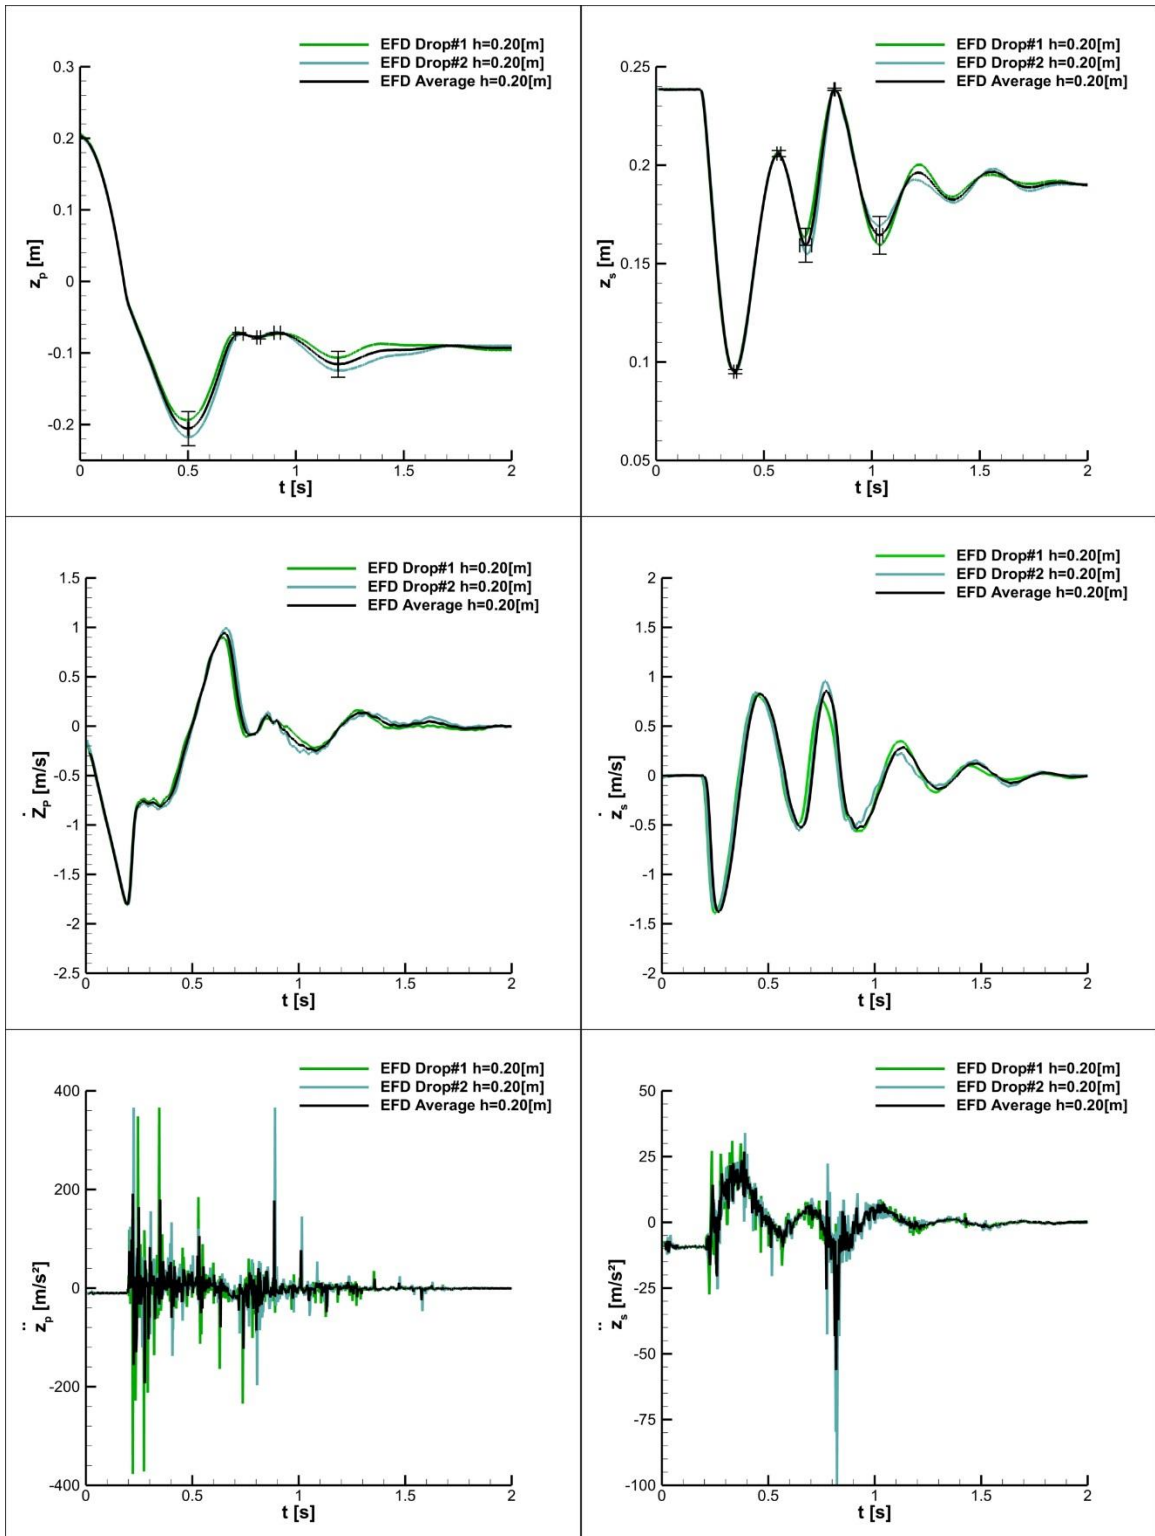 EFD Drop#1 h=0.20[m]
EFD Drop#2 h=0.20[m]
EFD Average h=0.20[m]
0.3
0.2
0.1
0
-0.1
-0.2
z_p [m]
0 0.5 1 1.5 2
t [s]
EFD Drop#1 h=0.20[m]
EFD Drop#2 h=0.20[m]
EFD Average h=0.20[m]
0.25
0.2
0.15
0.1
0.05
z_s [m]
0 0.5 1 1.5 2
t [s]
EFD Drop#1 h=0.20[m]
EFD Drop#2 h=0.20[m]
EFD Average h=0.20[m]
1.5
1
0.5
0
-0.5
-1
-1.5
-2
-2.5
Ż_p [m/s]
0 0.5 1 1.5 2
t [s]
EFD Drop#1 h=0.20[m]
EFD Drop#2 h=0.20[m]
EFD Average h=0.20[m]
2
1.5
1
0.5
0
-0.5
-1
-1.5
-2
ż_s [m/s]
0 0.5 1 1.5 2
t [s]
EFD Drop#1 h=0.20[m]
EFD Drop#2 h=0.20[m]
EFD Average h=0.20[m]
400
200
0
-200
-400
z̈_p [m/s²]
0 0.5 1 1.5 2
t [s]
EFD Drop#1 h=0.20[m]
EFD Drop#2 h=0.20[m]
EFD Average h=0.20[m]
50
25
0
-25
-50
-75
-100
z̈_s [m/s²]
0 0.5 1 1.5 2
t [s]